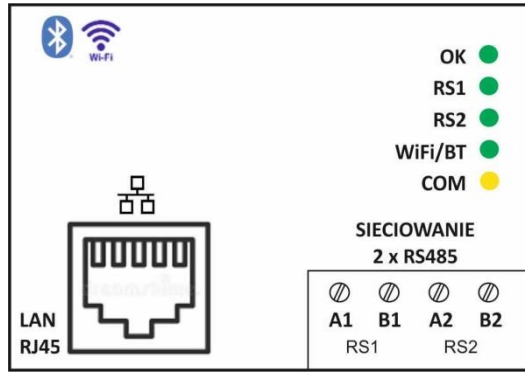 Wi-Fi
OK
RS1
RS2
WiFi/BT
COM
SIECIOWANIE
2 x RS485
A1 B1 A2 B2
RS1 RS2
LAN
RJ45